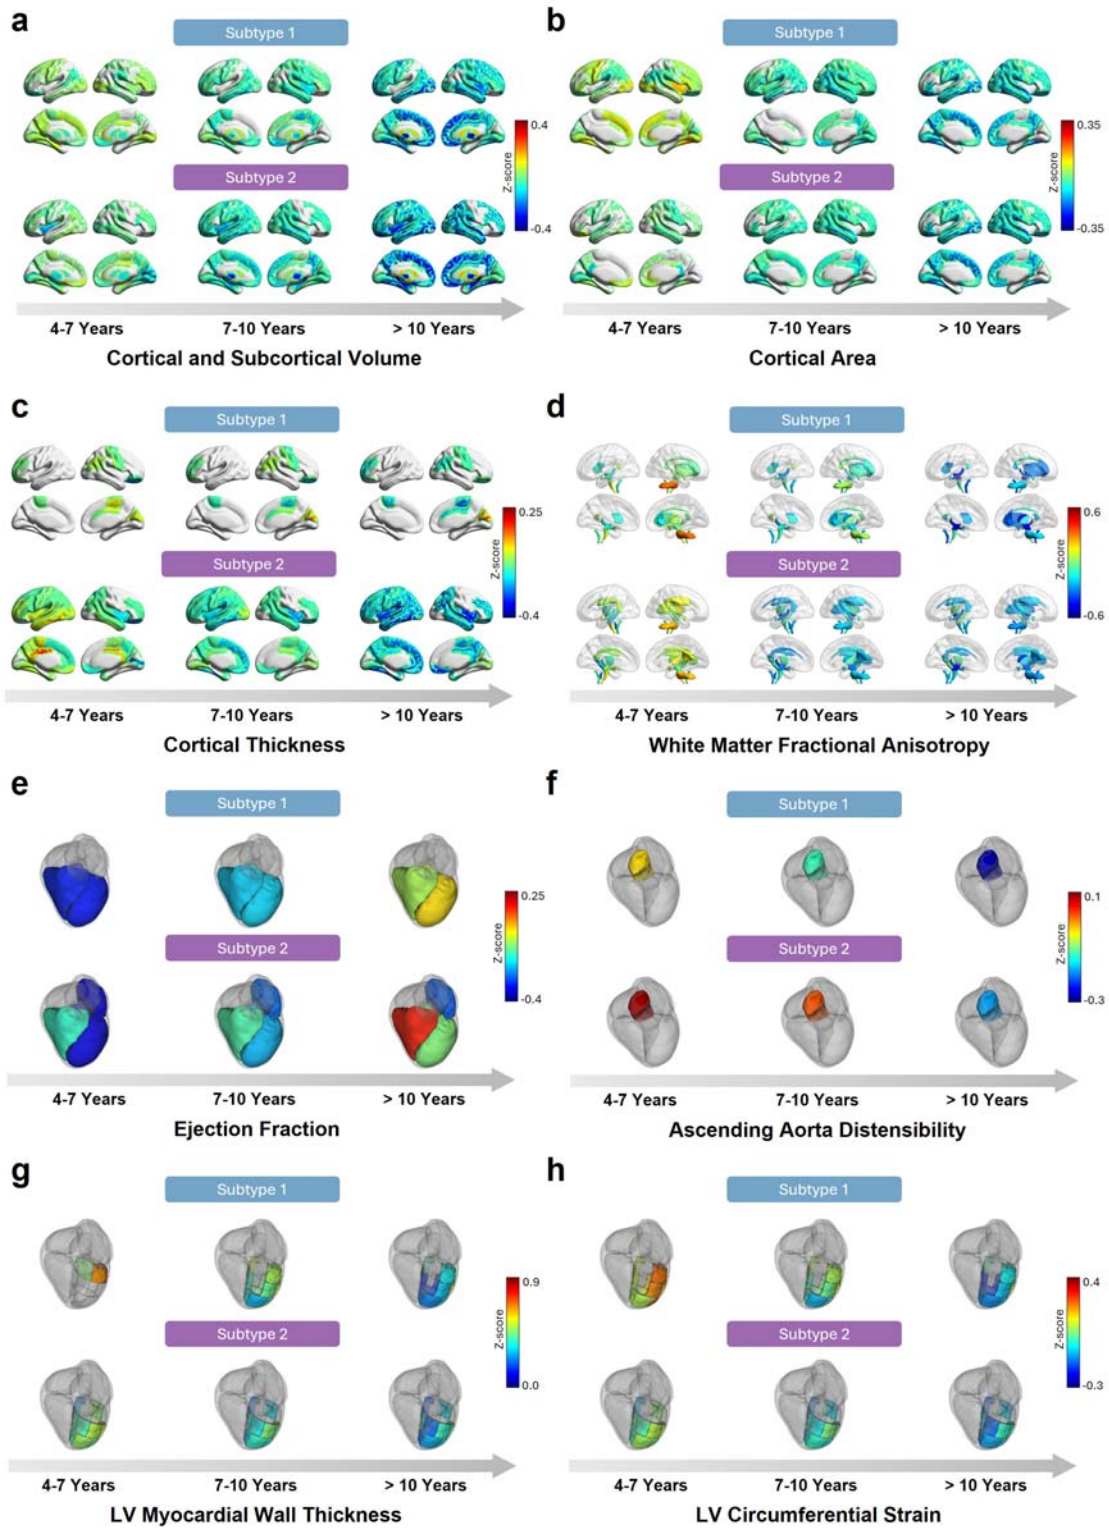 a
Subtype 1
0.4
Z-score
-0.4
Subtype 2
4-7 Years
7-10 Years
> 10 Years
Cortical and Subcortical Volume
b
Subtype 1
0.35
Z-score
-0.35
Subtype 2
4-7 Years
7-10 Years
> 10 Years
Cortical Area
c
Subtype 1
0.25
Z-score
-0.4
Subtype 2
4-7 Years
7-10 Years
> 10 Years
Cortical Thickness
d
Subtype 1
0.6
Z-score
-0.6
Subtype 2
4-7 Years
7-10 Years
> 10 Years
White Matter Fractional Anisotropy
e
Subtype 1
0.25
Z-score
-0.4
Subtype 2
4-7 Years
7-10 Years
> 10 Years
Ejection Fraction
f
Subtype 1
0.1
Z-score
-0.3
Subtype 2
4-7 Years
7-10 Years
> 10 Years
Ascending Aorta Distensibility
g
Subtype 1
0.9
Z-score
0.0
Subtype 2
4-7 Years
7-10 Years
> 10 Years
LV Myocardial Wall Thickness
h
Subtype 1
0.4
Z-score
-0.3
Subtype 2
4-7 Years
7-10 Years
> 10 Years
LV Circumferential Strain